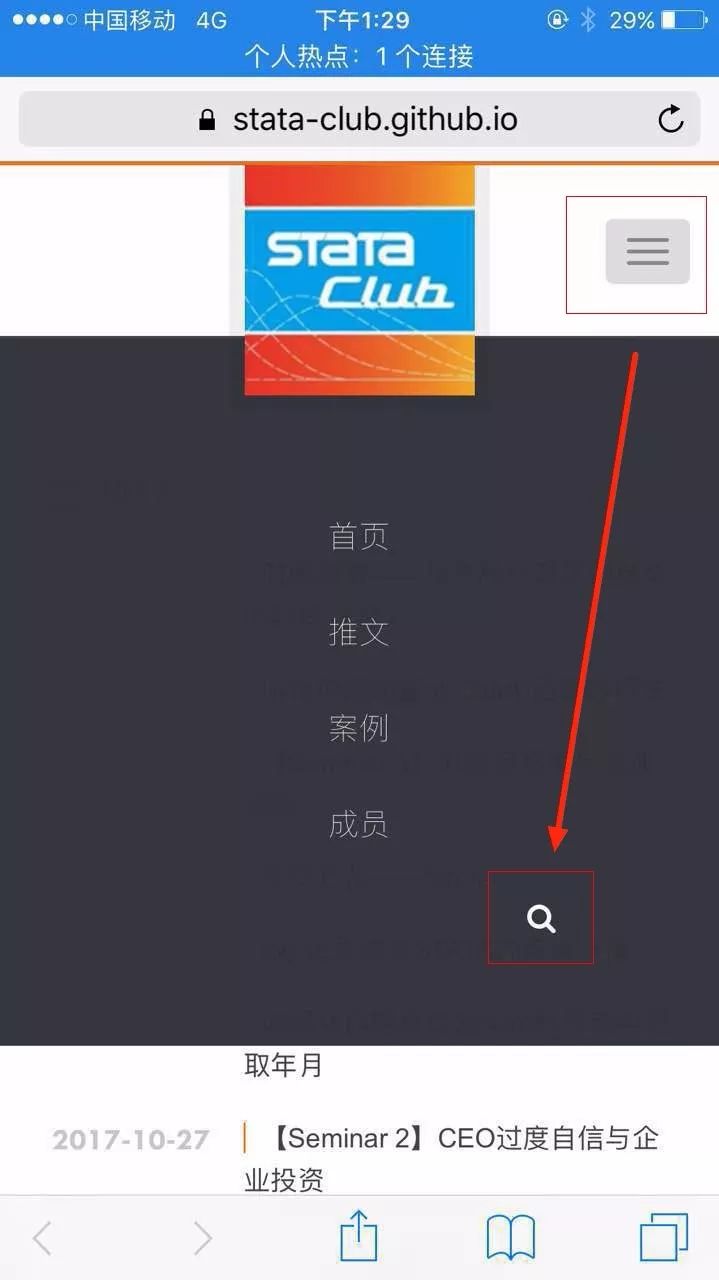 中国移动 4G 下午1:29 29%
个人热点：1 个连接
stata-club.github.io
STATA
Club
首页
推文
案例
成员
取年月
2017-10-27 【Seminar 2】CEO过度自信与企
业投资